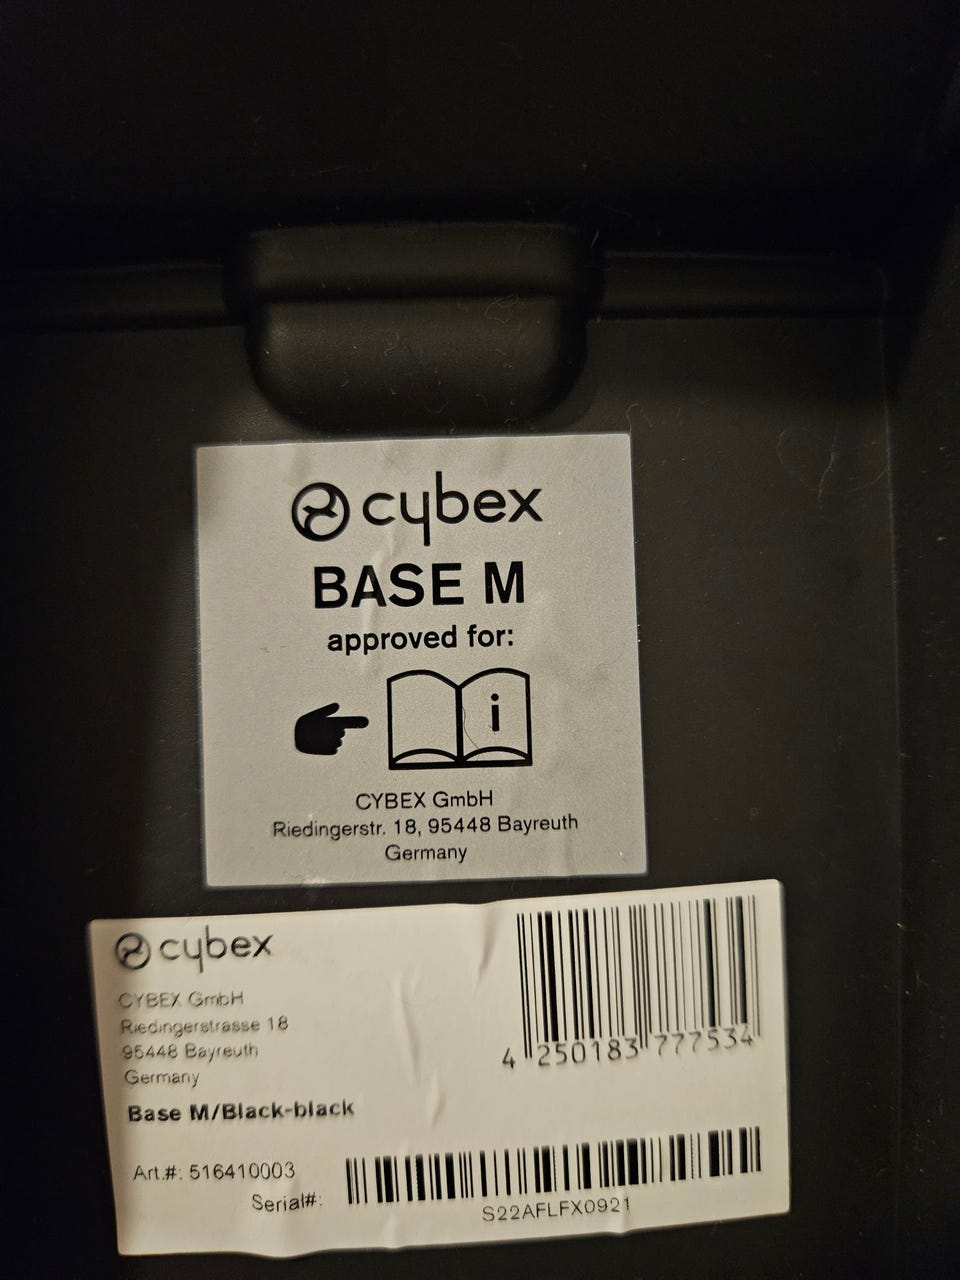 cybex
BASE M
approved for:
i
CYBEX GmbH
Riedingerstr. 18, 95448 Bayreuth
Germany
cybex
CYBEX GmbH
Riedingerstrasse 18
95448 Bayreuth
Germany
Base M/Black-black
4 250183 777534
Art.#: 516410003
Serial#:
S22AFLFX0921